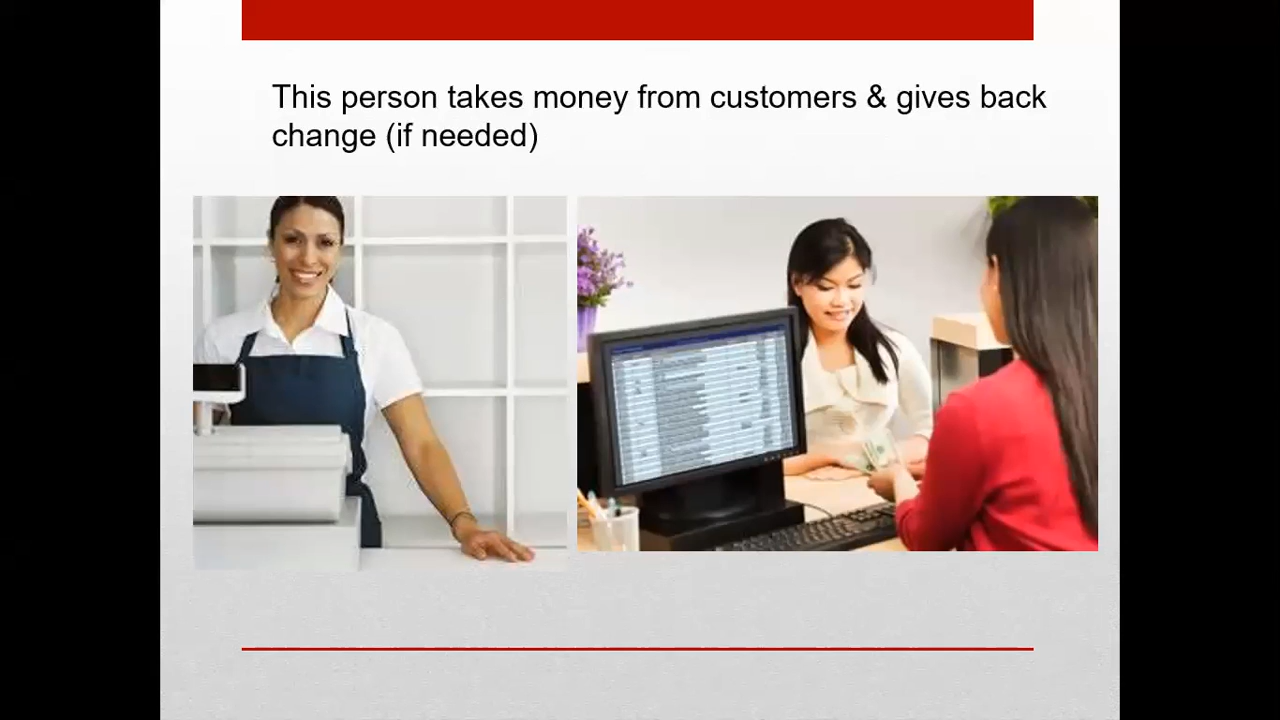 This person takes money from customers & gives back
change (if needed)